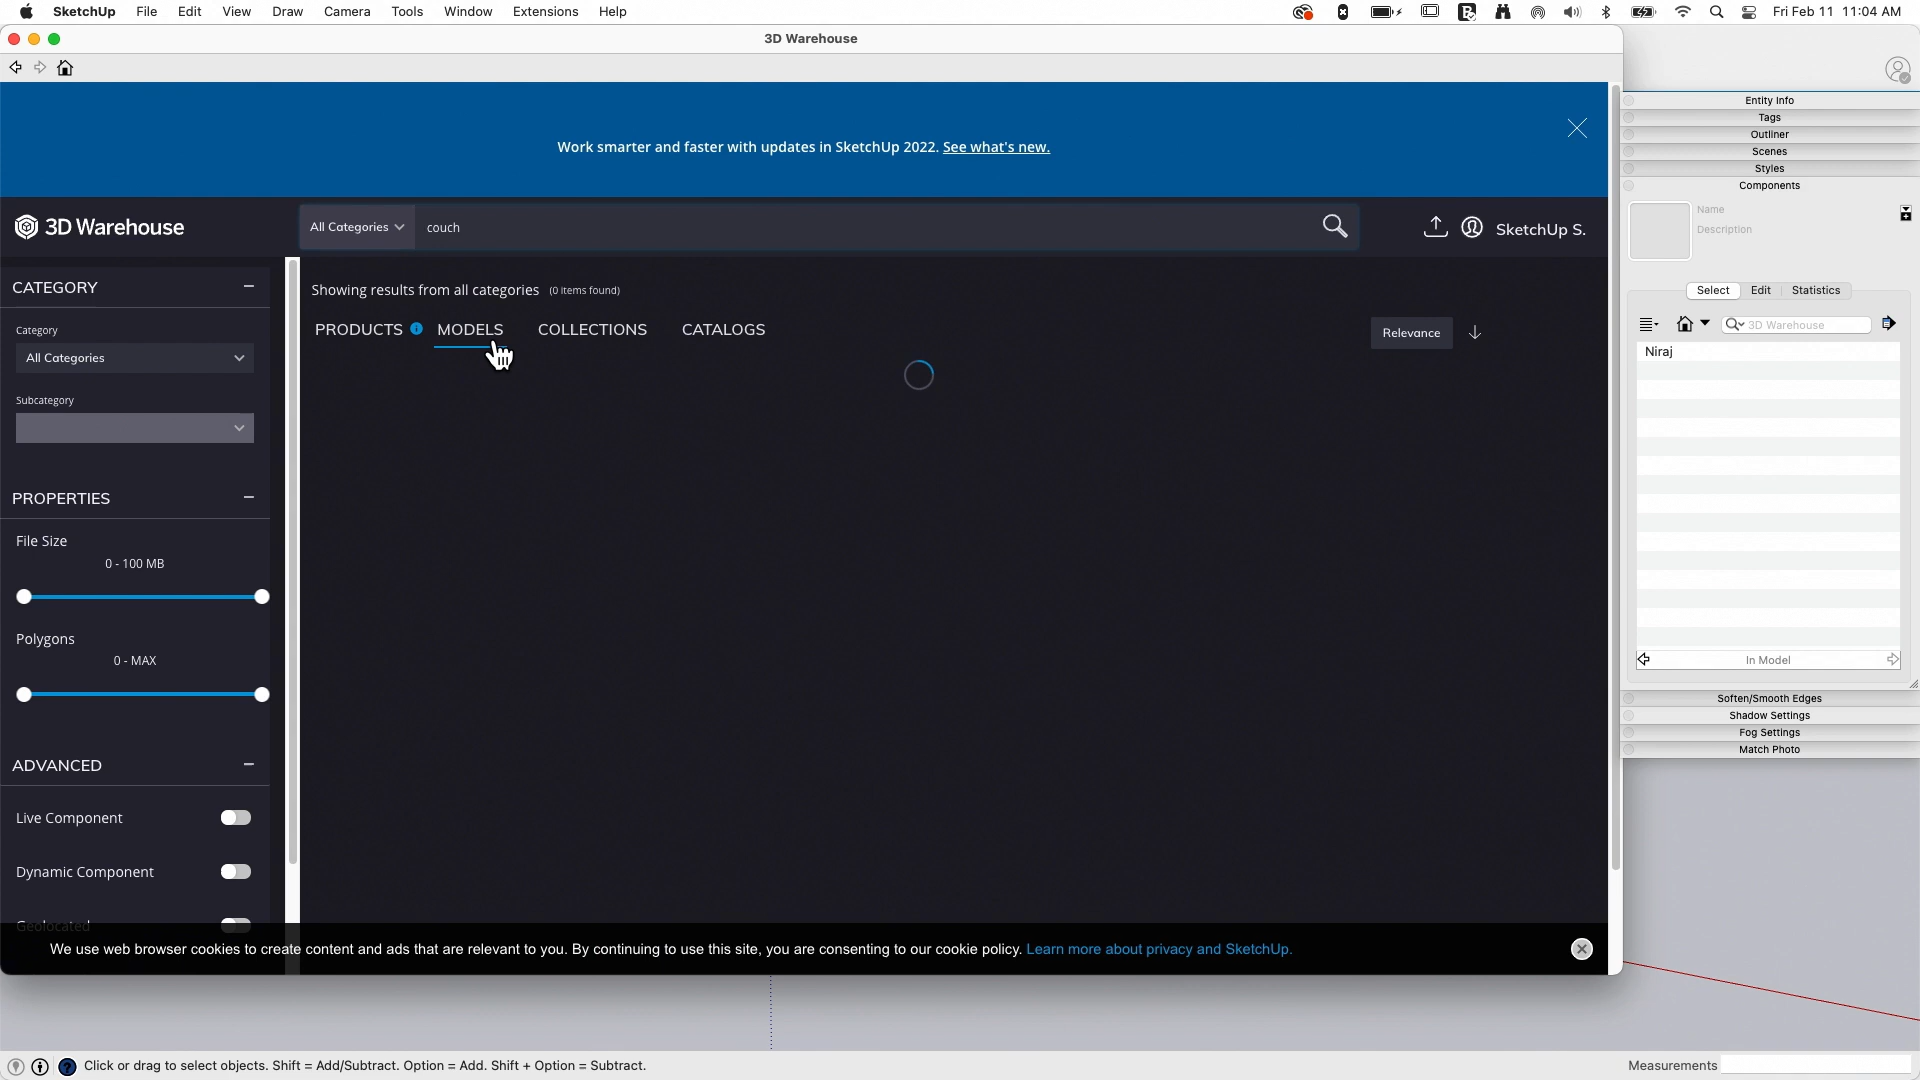 SketchUp File Edit View Draw Camera Tools Window Extensions Help Fri Feb 11 11:04 AM
3D Warehouse
Work smarter and faster with updates in SketchUp 2022. See what's new.
3D Warehouse
All Categories
couch
SketchUp S.
CATEGORY
Category
All Categories
Subcategory
PROPERTIES
File Size
0 - 100 MB
Polygons
0 - MAX
ADVANCED
Live Component
Dynamic Component
Geolocated
Showing results from all categories (0 items found)
PRODUCTS MODELS COLLECTIONS CATALOGS
Relevance
We use web browser cookies to create content and ads that are relevant to you. By continuing to use this site, you are consenting to our cookie policy. Learn more about privacy and SketchUp.
Entity Info
Tags
Outliner
Scenes
Styles
Components
Name
Description
Select Edit Statistics
3D Warehouse
Niraj
In Model
Soften/Smooth Edges
Shadow Settings
Fog Settings
Match Photo
Click or drag to select objects. Shift = Add/Subtract. Option = Add. Shift + Option = Subtract.
Measurements